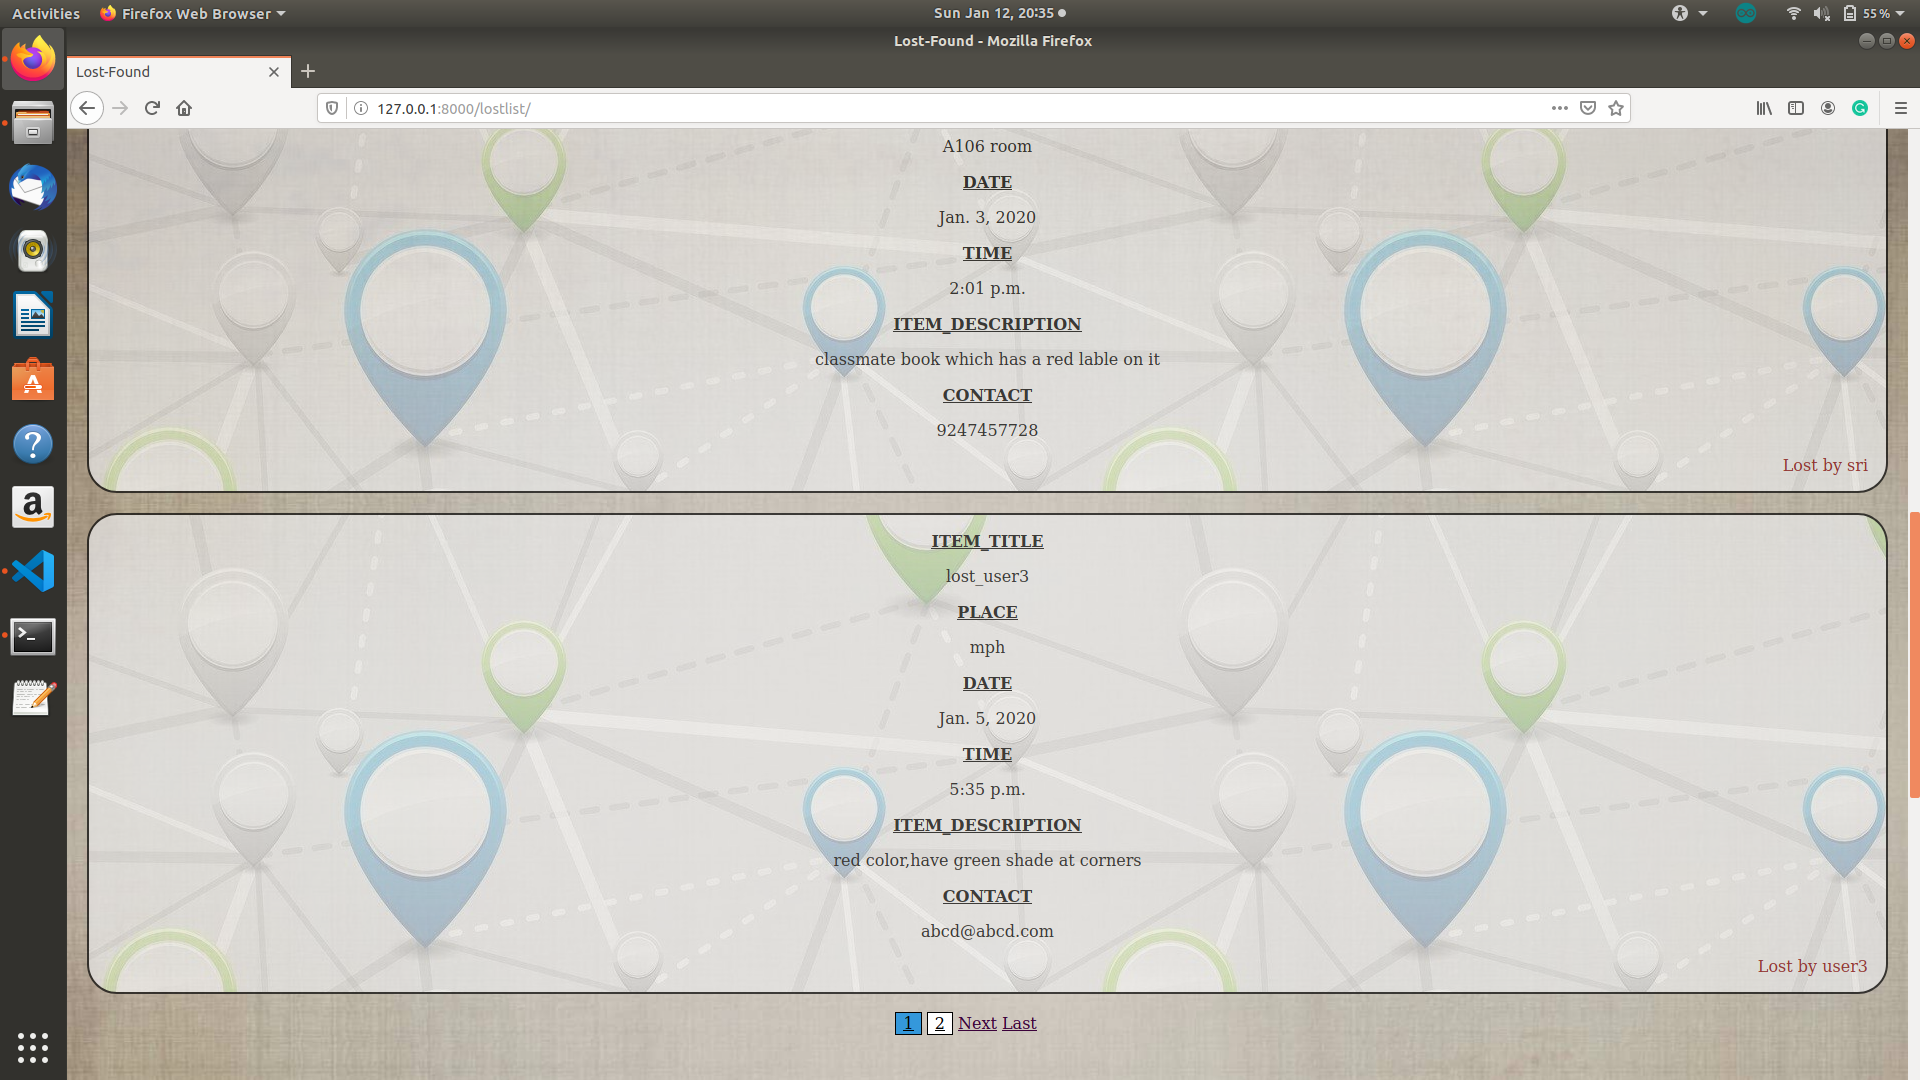 Activities
Firefox Web Browser
Sun Jan 12, 20:35
55 %
Lost-Found - Mozilla Firefox
Lost-Found
127.0.0.1:8000/lostlist/
A106 room
DATE
Jan. 3, 2020
TIME
2:01 p.m.
ITEM_DESCRIPTION
classmate book which has a red lable on it
CONTACT
9247457728
Lost by sri
ITEM_TITLE
lost_user3
PLACE
mph
DATE
Jan. 5, 2020
TIME
5:35 p.m.
ITEM_DESCRIPTION
red color,have green shade at corners
CONTACT
abcd@abcd.com
Lost by user3
1 2 Next Last